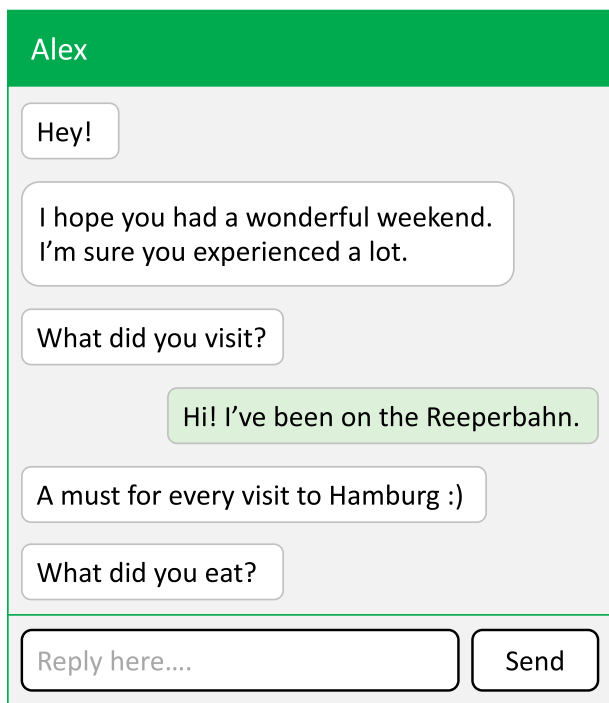 Alex
Hey!
I hope you had a wonderful weekend.
I’m sure you experienced a lot.
What did you visit?
Hi! I’ve been on the Reeperbahn.
A must for every visit to Hamburg :)
What did you eat?
Reply here....
Send